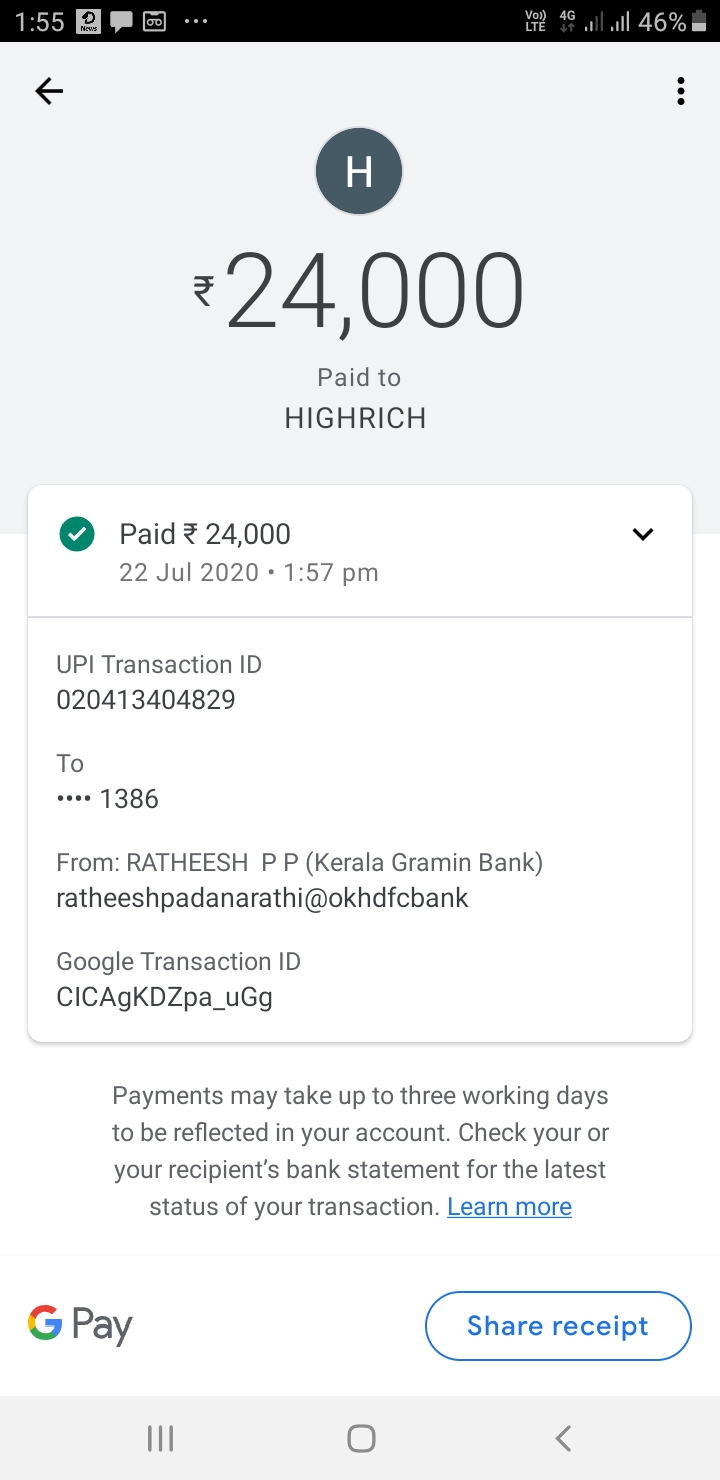 1:55 News ... Vo)) LTE 4G 46%
H
₹24,000
Paid to
HIGHRICH
Paid ₹ 24,000
22 Jul 2020 • 1:57 pm
UPI Transaction ID
020413404829
To
•••• 1386
From: RATHEESH P P (Kerala Gramin Bank)
ratheeshpadanarathi@okhdfcbank
Google Transaction ID
CICAgKDZpa_uGg
Payments may take up to three working days
to be reflected in your account. Check your or
your recipient's bank statement for the latest
status of your transaction. Learn more
G Pay
Share receipt